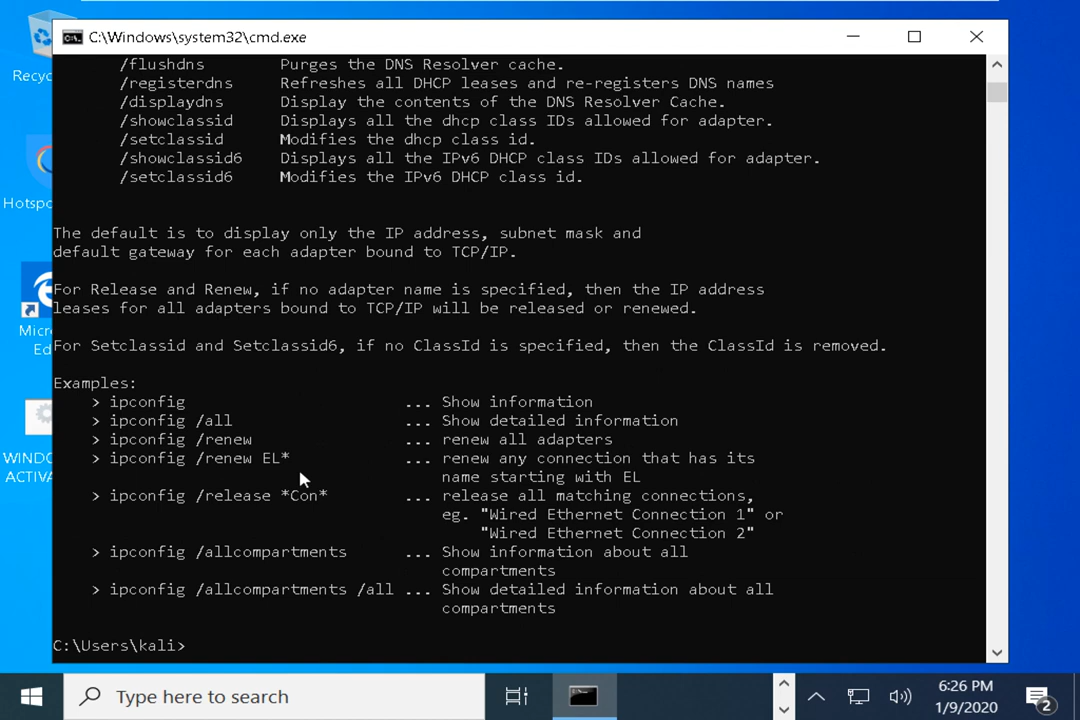 C:\Windows\system32\cmd.exe
/flushdns Purges the DNS Resolver cache.
/registerdns Refreshes all DHCP leases and re-registers DNS names
/displaydns Display the contents of the DNS Resolver Cache.
/showclassid Displays all the dhcp class IDs allowed for adapter.
/setclassid Modifies the dhcp class id.
/showclassid6 Displays all the IPv6 DHCP class IDs allowed for adapter.
/setclassid6 Modifies the IPv6 DHCP class id.
The default is to display only the IP address, subnet mask and
default gateway for each adapter bound to TCP/IP.
For Release and Renew, if no adapter name is specified, then the IP address
leases for all adapters bound to TCP/IP will be released or renewed.
For Setclassid and Setclassid6, if no ClassId is specified, then the ClassId is removed.
Examples:
> ipconfig ... Show information
> ipconfig /all ... Show detailed information
> ipconfig /renew ... renew all adapters
> ipconfig /renew EL* ... renew any connection that has its
name starting with EL
> ipconfig /release *Con* ... release all matching connections,
eg. "Wired Ethernet Connection 1" or
"Wired Ethernet Connection 2"
> ipconfig /allcompartments ... Show information about all
compartments
> ipconfig /allcompartments /all ... Show detailed information about all
compartments
C:\Users\kali>
Recyc
Hotspo
Micr
Ed
WINDO
ACTIVA
Type here to search
6:26 PM
1/9/2020
2